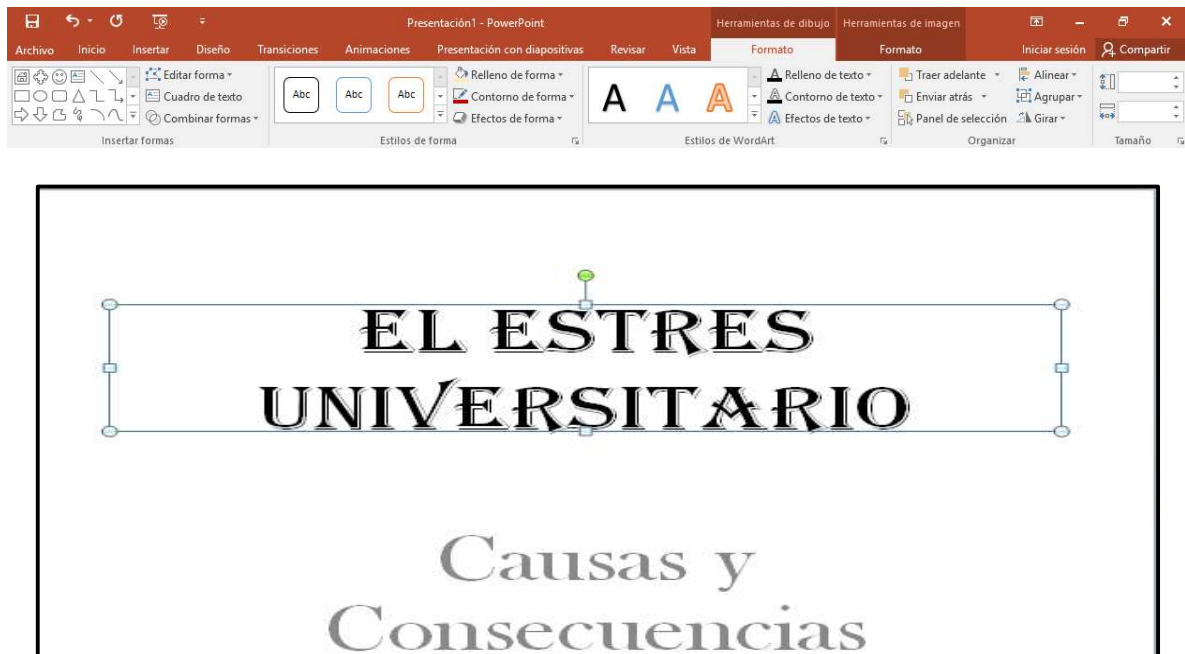 Presentación1 - PowerPoint
Herramientas de dibujo
Herramientas de imagen
Archivo
Inicio
Insertar
Diseño
Transiciones
Animaciones
Presentación con diapositivas
Revisar
Vista
Formato
Formato
Iniciar sesión
Compartir
Editar forma
Cuadro de texto
Combinar formas
Insertar formas
Abc
Abc
Abc
Relleno de forma
Contorno de forma
Efectos de forma
Estilos de forma
A
A
A
Relleno de texto
Contorno de texto
Efectos de texto
Estilos de WordArt
Traer adelante
Enviar atrás
Panel de selección
Alinear
Agrupar
Girar
Organizar
Tamaño
EL ESTRES
UNIVERSITARIO
Causas y
Consecuencias